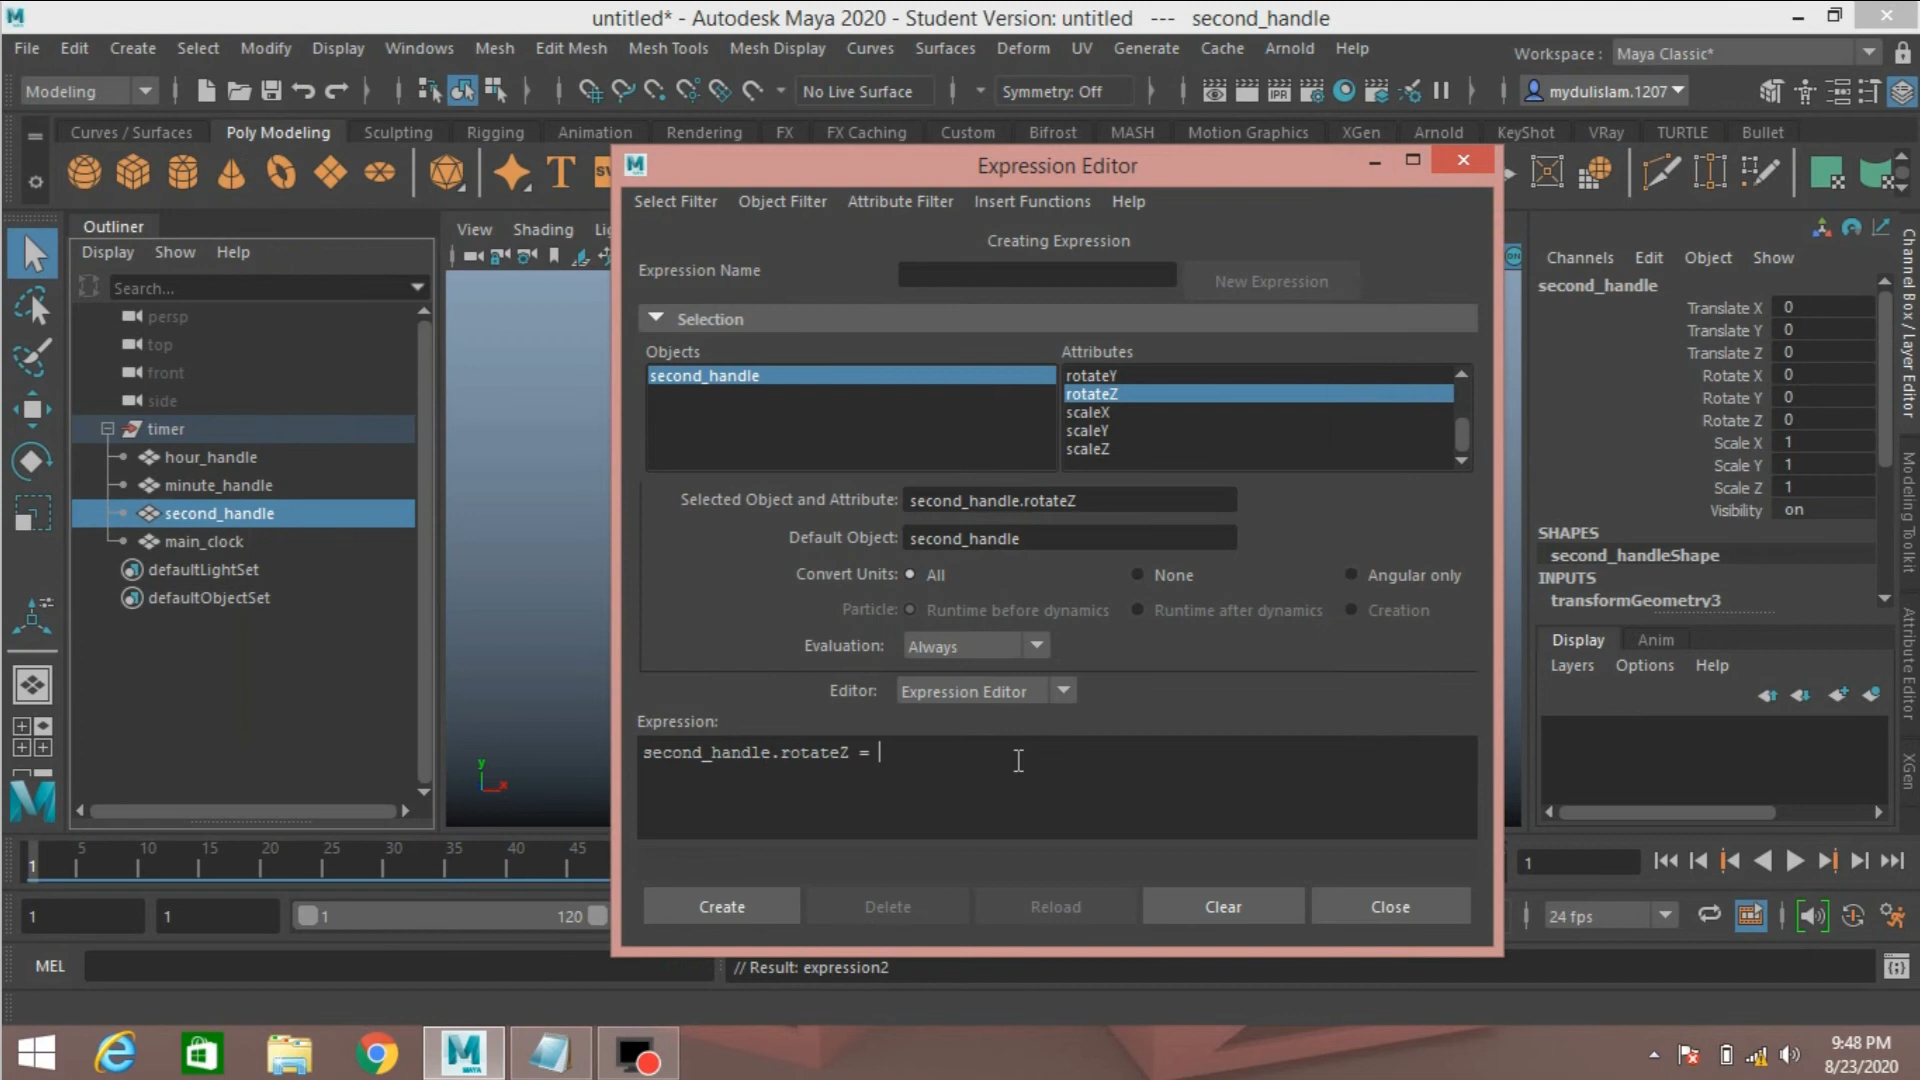 untitled* - Autodesk Maya 2020 - Student Version: untitled --- second_handle
File Edit Create Select Modify Display Windows Mesh Edit Mesh Mesh Tools Mesh Display Curves Surfaces Deform UV Generate Cache Arnold Help
Workspace : Maya Classic*
Modeling No Live Surface Symmetry: Off mydulislam.1207
Curves / Surfaces Poly Modeling Sculpting Rigging Animation Rendering FX FX Caching Custom Bifrost MASH Motion Graphics XGen Arnold KeyShot VRay TURTLE Bullet
Outliner
Display Show Help
Search...
persp
top
front
side
timer
hour_handle
minute_handle
second_handle
main_clock
defaultLightSet
defaultObjectSet
View Shading
Expression Editor
Select Filter Object Filter Attribute Filter Insert Functions Help
Creating Expression
Expression Name New Expression
Selection
Objects Attributes
second_handle
rotateY
rotateZ
scaleX
scaleY
scaleZ
Selected Object and Attribute: second_handle.rotateZ
Default Object: second_handle
Convert Units: All None Angular only
Particle: Runtime before dynamics Runtime after dynamics Creation
Evaluation: Always
Editor: Expression Editor
Expression:
second_handle.rotateZ =
Create Delete Reload Clear Close
y
x
Channels Edit Object Show
second_handle
Translate X 0
Translate Y 0
Translate Z 0
Rotate X 0
Rotate Y 0
Rotate Z 0
Scale X 1
Scale Y 1
Scale Z 1
Visibility on
SHAPES
second_handleShape
INPUTS
transformGeometry3
Display Anim
Layers Options Help
Channel Box / Layer Editor
Modeling Toolkit
Attribute Editor
XGen
1 5 10 15 20 25 30 35 40 45
1
1 1 1 120
24 fps
MEL // Result: expression2
9:48 PM
8/23/2020